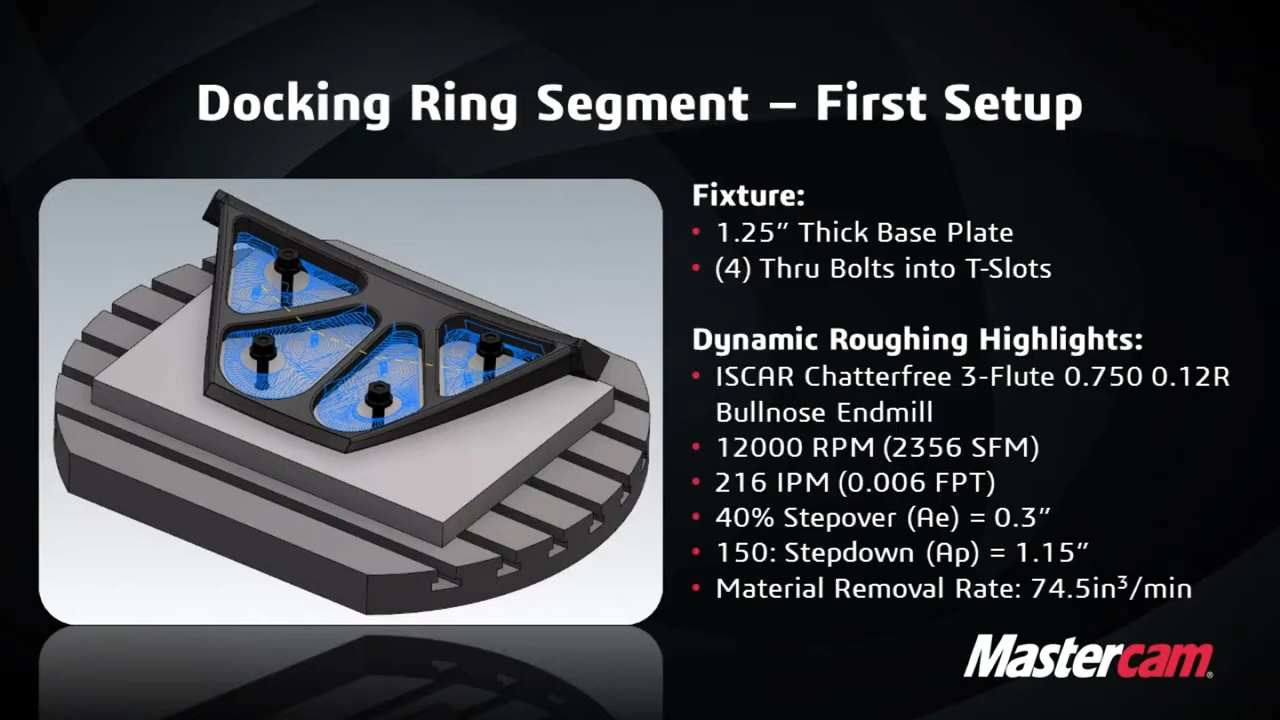 Docking Ring Segment – First Setup
Fixture:
• 1.25” Thick Base Plate
• (4) Thru Bolts into T-Slots
Dynamic Roughing Highlights:
• ISCAR Chatterfree 3-Flute 0.750 0.12R
Bullnose Endmill
• 12000 RPM (2356 SFM)
• 216 IPM (0.006 FPT)
• 40% Stepover (Ae) = 0.3”
• 150: Stepdown (Ap) = 1.15”
• Material Removal Rate: 74.5in³/min
Mastercam®